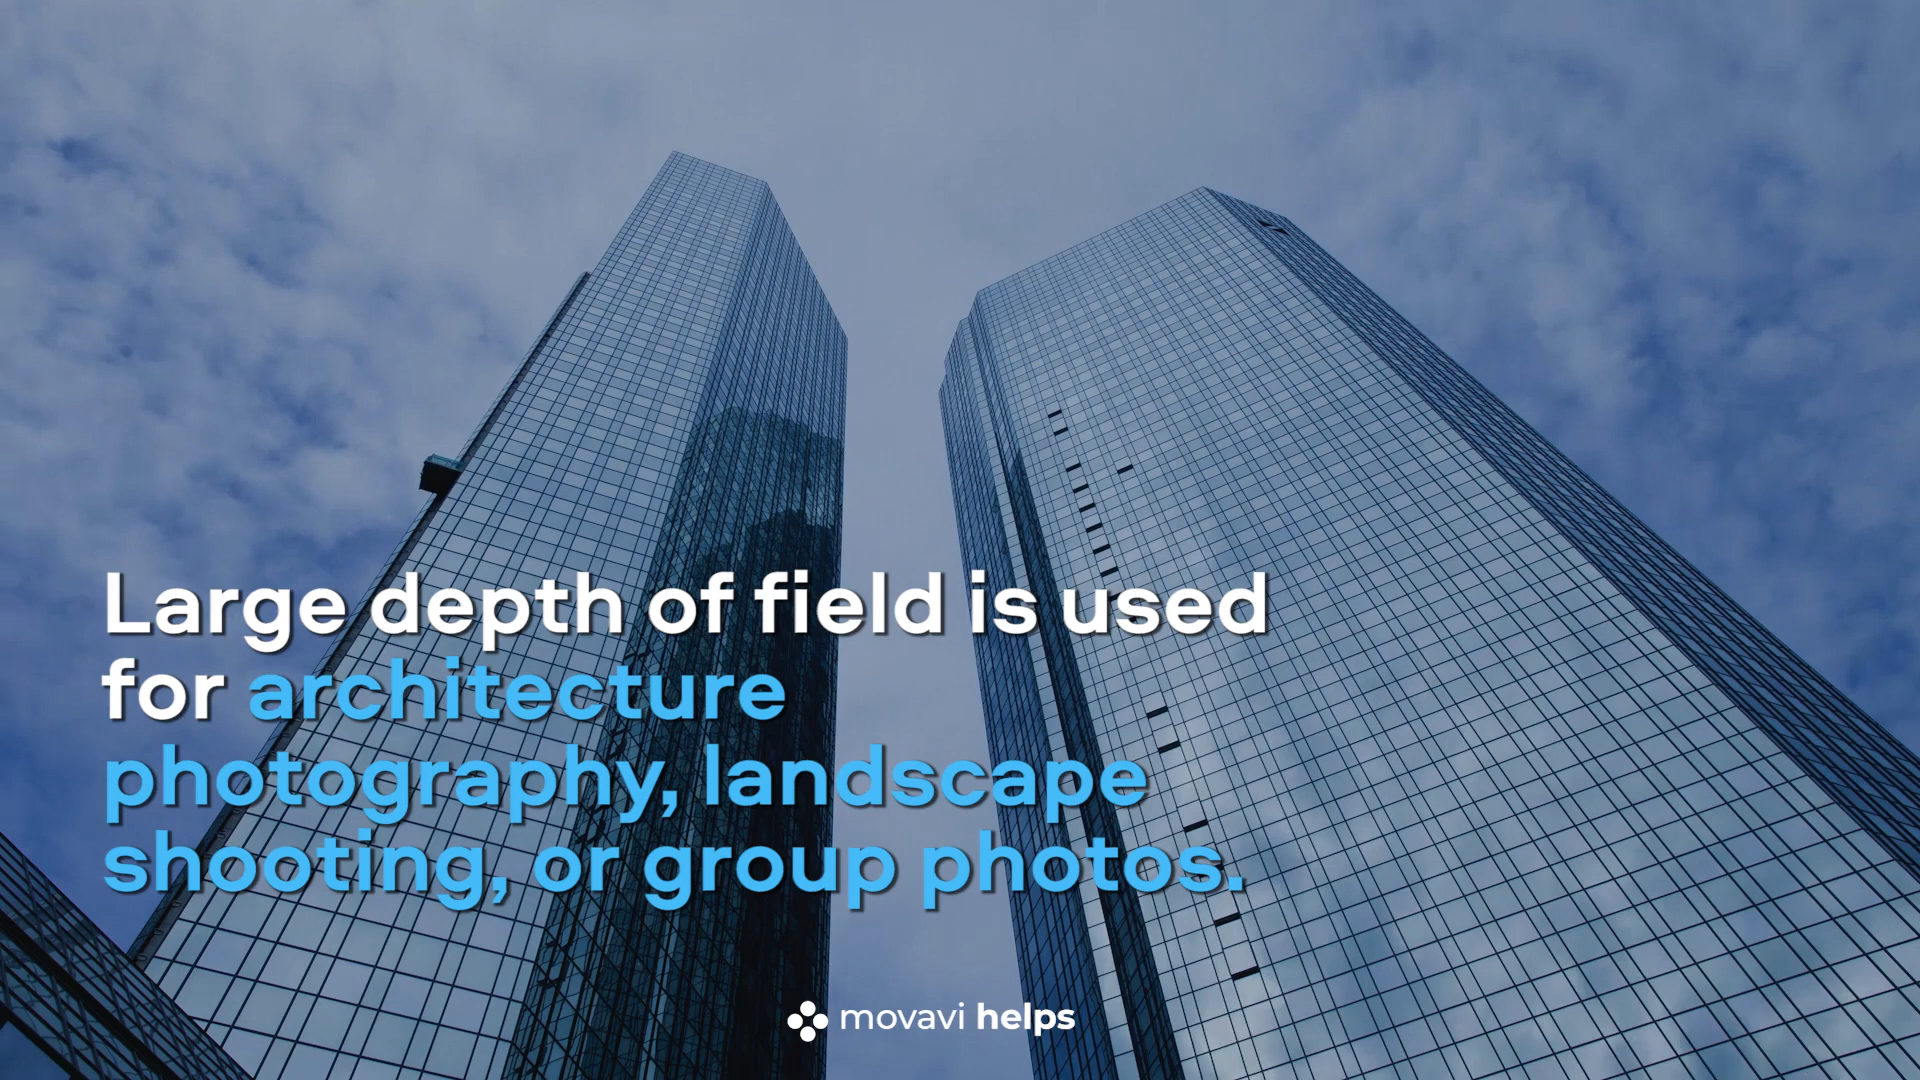 Large depth of field is used
for architecture
photography, landscape
shooting, or group photos.
movavi helps